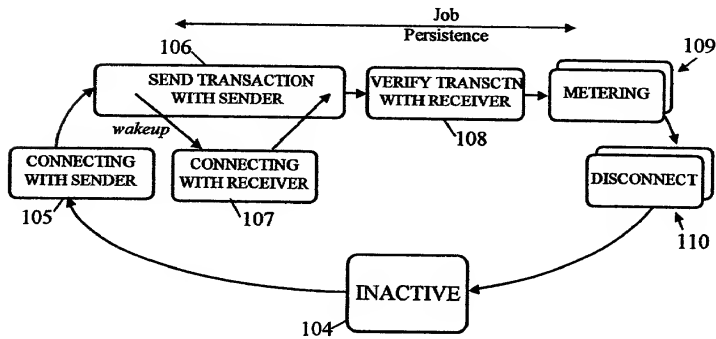 Job
Persistence
106
109
SEND TRANSACTION
WITH SENDER
VERIFY TRANSCTN
WITH RECEIVER
METERING
wakeup
108
CONNECTING
WITH SENDER
CONNECTING
WITH RECEIVER
DISCONNECT
105
107
110
INACTIVE
104